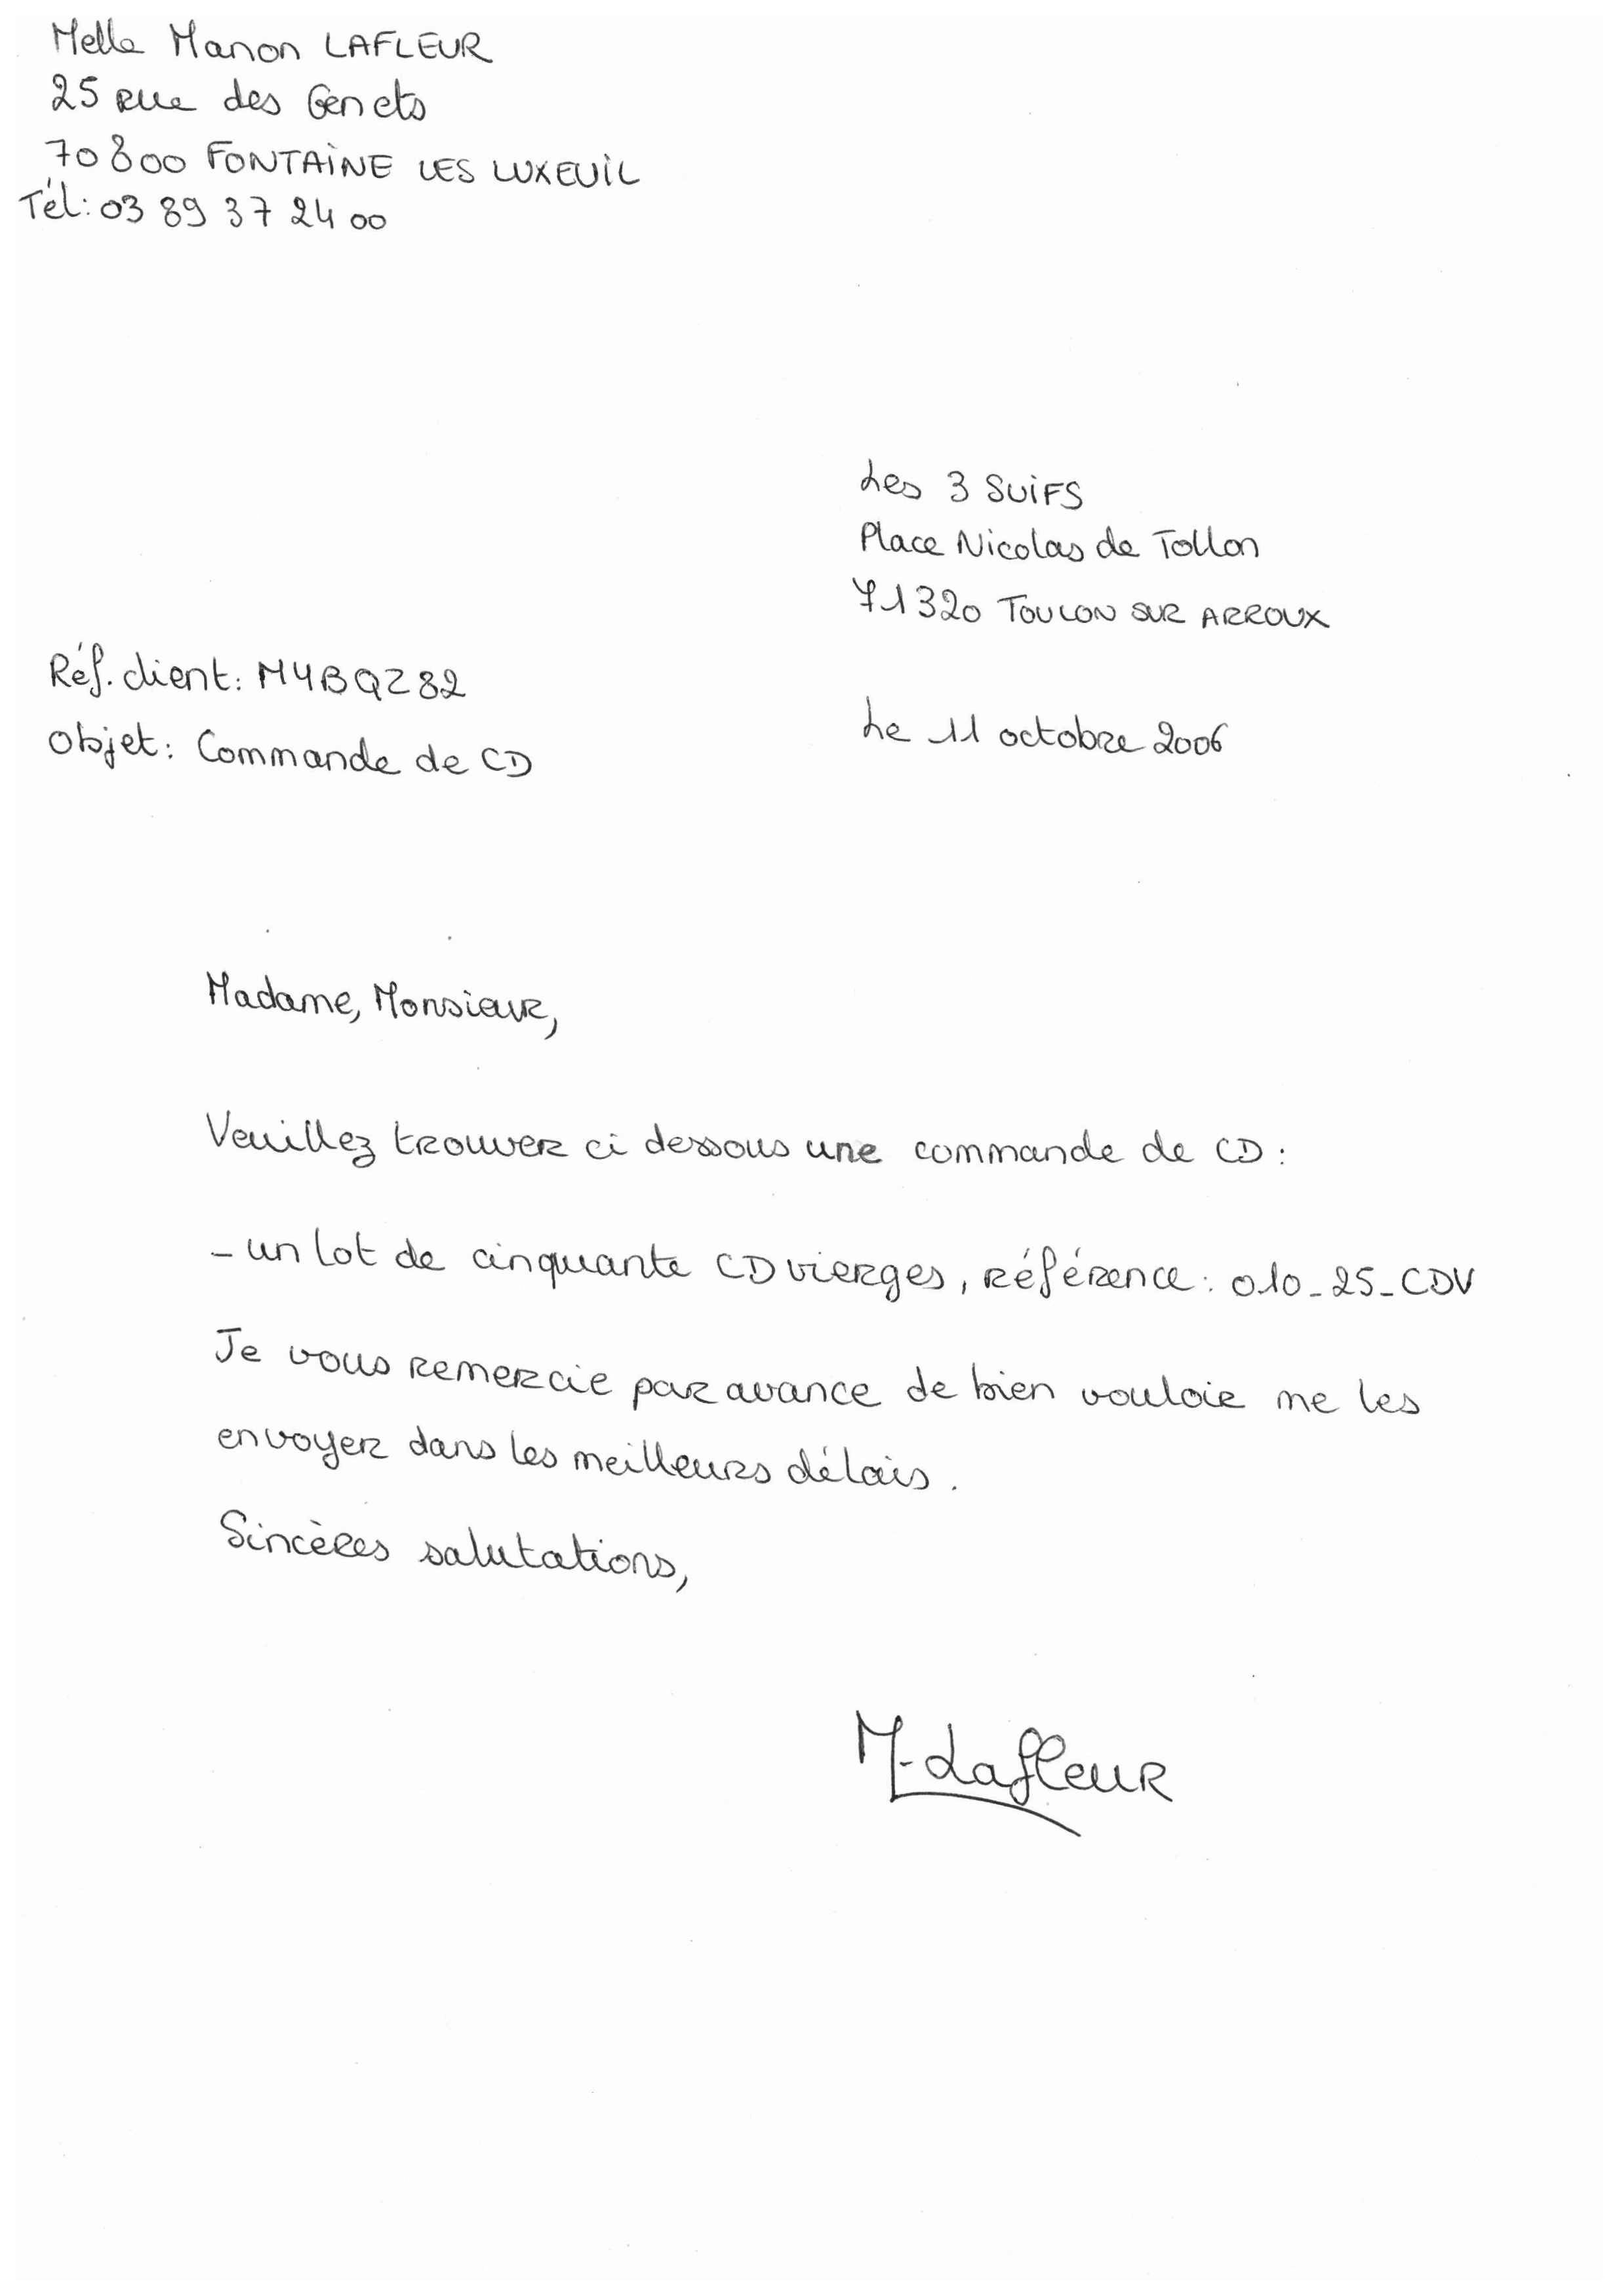 Melle Manon LAFLEUR
25 rue des Genets
70800 FONTAINE LES LUXEUIL
Tél: 03 89 37 24 00
Les 3 SUIFS
Place Nicolas de Tollon
71320 TOULON SUR ARROUX
Réf. client: M4BQZ82
Objet: Commande de CD
Le 11 octobre 2006
Madame, Monsieur,
Veuillez trouver ci dessous une commande de CD:
- un lot de cinquante CD vierges, référence: 010_25_CDV
Je vous remercie par avance de bien vouloie me les
envoyer dans les meilleurs délais.
Sincères salutations,
M-Lafleur